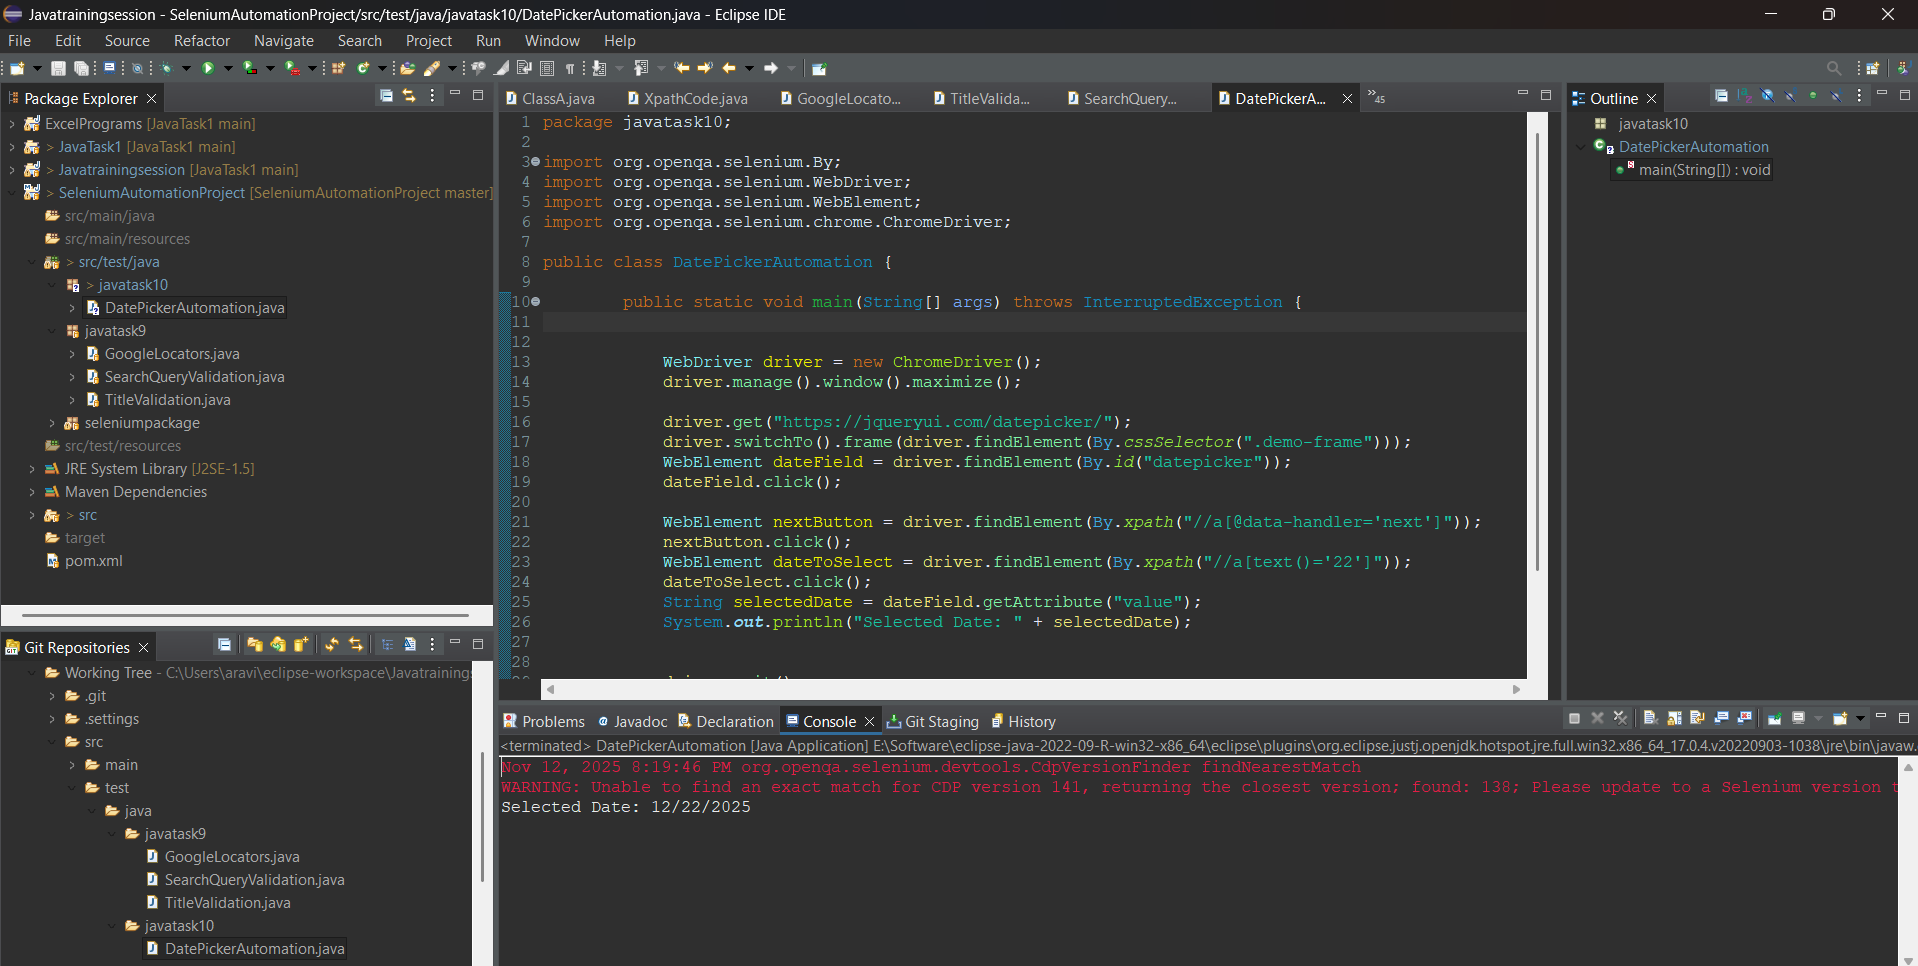 Javatrainingsession - SeleniumAutomationProject/src/test/java/javatask10/DatePickerAutomation.java - Eclipse IDE
File Edit Source Refactor Navigate Search Project Run Window Help
Package Explorer
ExcelPrograms [JavaTask1 main]
> JavaTask1 [JavaTask1 main]
> Javatrainingsession [JavaTask1 main]
> SeleniumAutomationProject [SeleniumAutomationProject master]
src/main/java
src/main/resources
> src/test/java
> javatask10
DatePickerAutomation.java
javatask9
GoogleLocators.java
SearchQueryValidation.java
TitleValidation.java
seleniumpackage
src/test/resources
JRE System Library [J2SE-1.5]
Maven Dependencies
> src
target
pom.xml
Git Repositories
Working Tree - C:\Users\aravi\eclipse-workspace\Javatrainings
.git
.settings
src
main
test
java
javatask9
GoogleLocators.java
SearchQueryValidation.java
TitleValidation.java
javatask10
DatePickerAutomation.java
ClassA.java XpathCode.java GoogleLocato... TitleValida... SearchQuery... DatePickerA... »45
1 package javatask10;
2
3 import org.openqa.selenium.By;
4 import org.openqa.selenium.WebDriver;
5 import org.openqa.selenium.WebElement;
6 import org.openqa.selenium.chrome.ChromeDriver;
7
8 public class DatePickerAutomation {
9
10 public static void main(String[] args) throws InterruptedException {
11
12
13 WebDriver driver = new ChromeDriver();
14 driver.manage().window().maximize();
15
16 driver.get("https://jqueryui.com/datepicker/");
17 driver.switchTo().frame(driver.findElement(By.cssSelector(".demo-frame")));
18 WebElement dateField = driver.findElement(By.id("datepicker"));
19 dateField.click();
20
21 WebElement nextButton = driver.findElement(By.xpath("//a[@data-handler='next']"));
22 nextButton.click();
23 WebElement dateToSelect = driver.findElement(By.xpath("//a[text()='22']"));
24 dateToSelect.click();
25 String selectedDate = dateField.getAttribute("value");
26 System.out.println("Selected Date: " + selectedDate);
27
28
Outline
javatask10
DatePickerAutomation
main(String[]) : void
Problems Javadoc Declaration Console Git Staging History
<terminated> DatePickerAutomation [Java Application] E:\Software\eclipse-java-2022-09-R-win32-x86_64\eclipse\plugins\org.eclipse.justj.openjdk.hotspot.jre.full.win32.x86_64_17.0.4.v20220903-1038\jre\bin\javaw.
Nov 12, 2025 8:19:46 PM org.openqa.selenium.devtools.CdpVersionFinder findNearestMatch
WARNING: Unable to find an exact match for CDP version 141, returning the closest version; found: 138; Please update to a Selenium version t
Selected Date: 12/22/2025